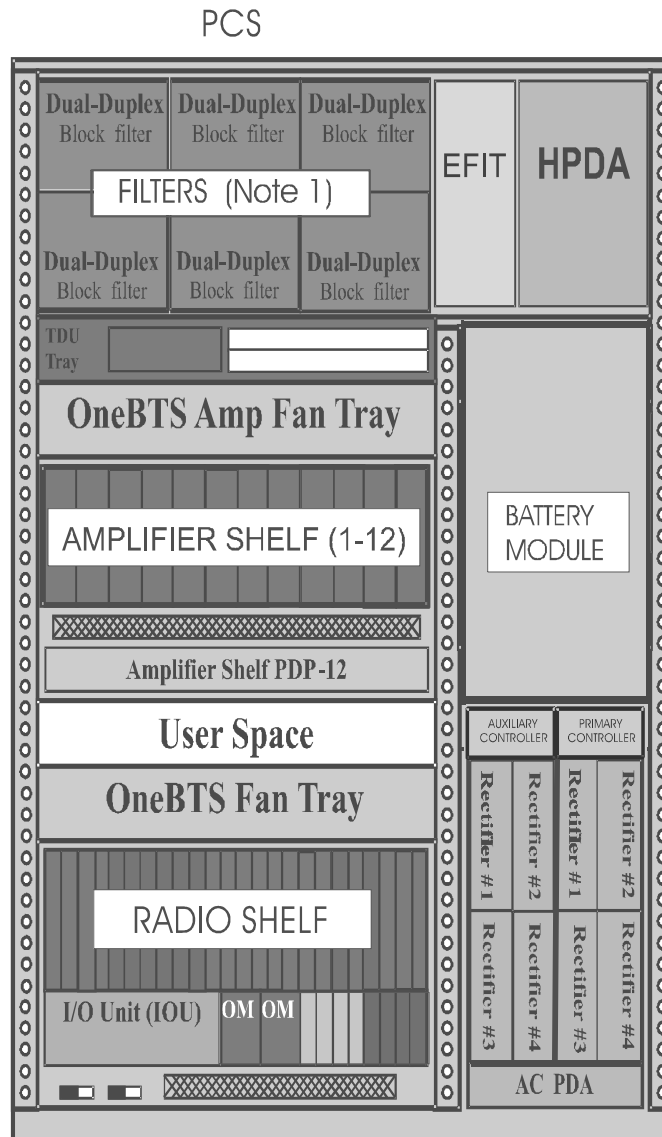 PCS
Dual-Duplex Dual-Duplex Dual-Duplex
Block filter Block filter Block filter
EFIT HPDA
FILTERS (Note 1)
Dual-Duplex Dual-Duplex Dual-Duplex
Block filter Block filter Block filter
TDU
Tray
OneBTS Amp Fan Tray
AMPLIFIER SHELF (1-12)
BATTERY
MODULE
Amplifier Shelf PDP-12
User Space
AUXILIARY
CONTROLLER
PRIMARY
CONTROLLER
OneBTS Fan Tray
Rectifier #1
Rectifier #2
Rectifier #1
Rectifier #2
RADIO SHELF
Rectifier #3
Rectifier #4
Rectifier #3
Rectifier #4
I/O Unit (IOU) OM OM
AC PDA